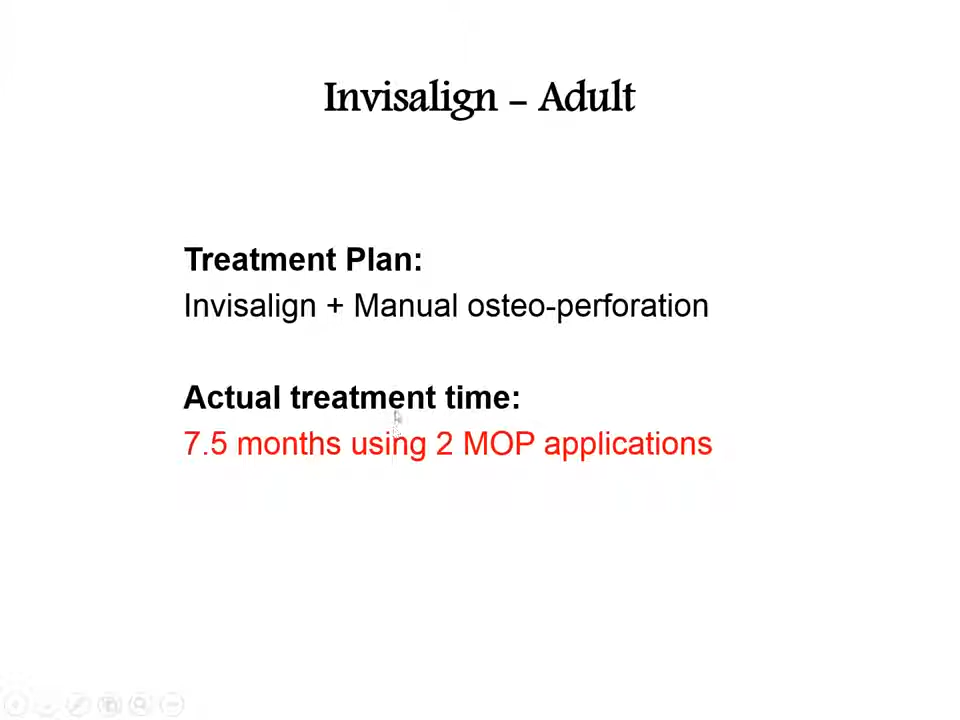 Invisalign – Adult
Treatment Plan:
Invisalign + Manual osteo-perforation
Actual treatment time:
7.5 months using 2 MOP applications